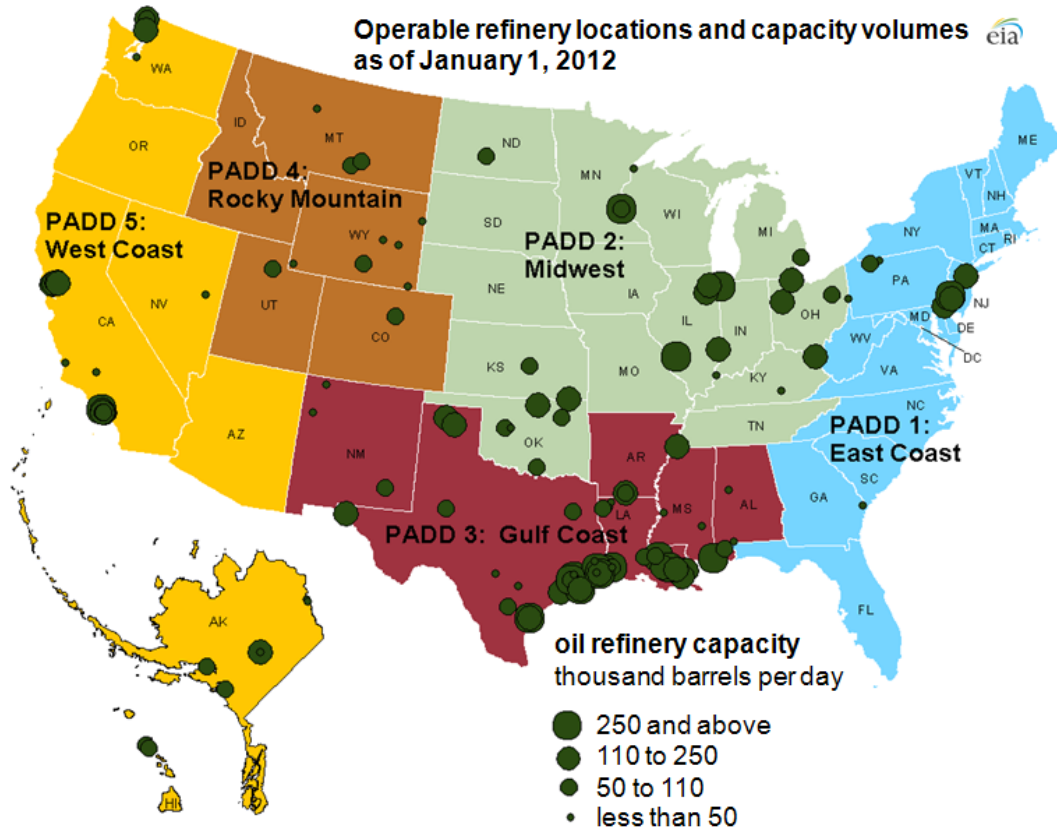 Operable refinery locations and capacity volumes
as of January 1, 2012
eia
WA
OR
ID
MT
ND
MN
ME
VT
NH
PADD 4:
Rocky Mountain
PADD 5:
West Coast
WY
SD
WI
MI
NY
MA
CT
RI
PADD 2:
Midwest
NV
UT
NE
IA
PA
NJ
CA
CO
IL
IN
OH
MD
DE
WV
DC
KS
MO
KY
VA
AZ
NM
OK
AR
TN
NC
PADD 1:
East Coast
SC
PADD 3: Gulf Coast
LA
MS
AL
GA
FL
AK
HI
oil refinery capacity
thousand barrels per day
250 and above
110 to 250
50 to 110
less than 50